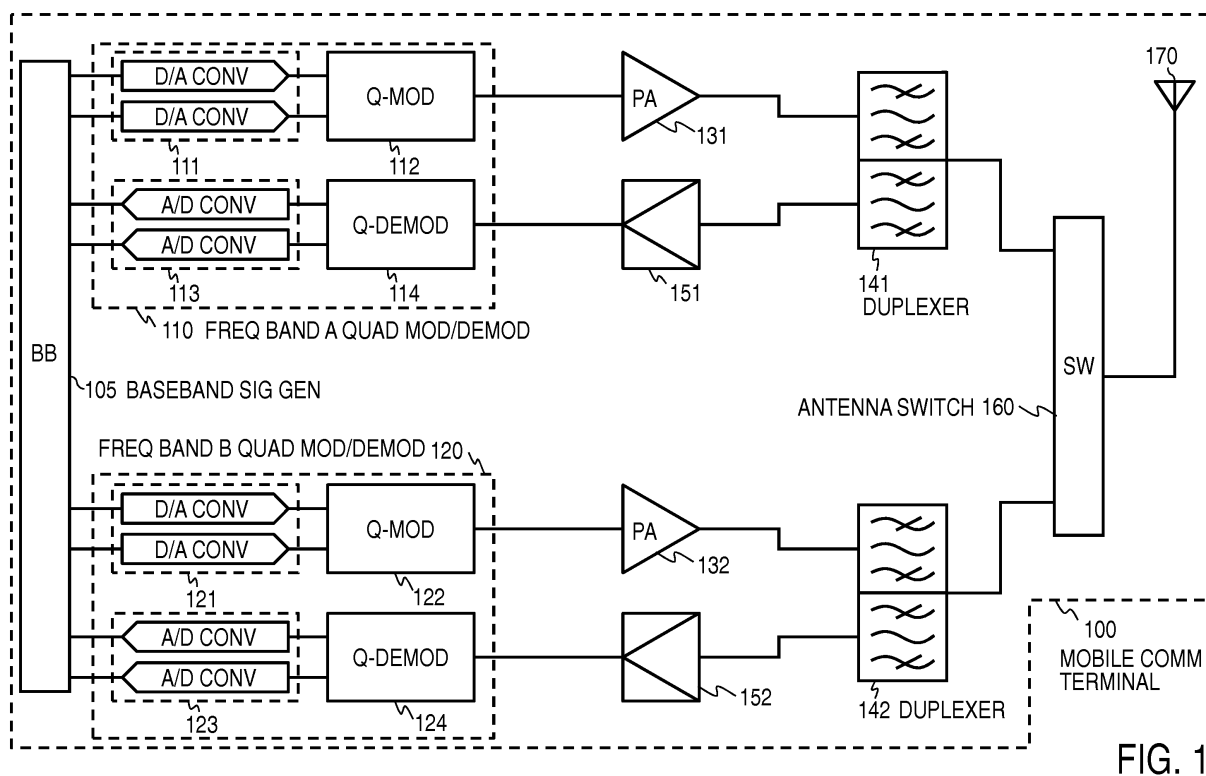 170
D/A CONV
D/A CONV
Q-MOD
PA
131
111
112
A/D CONV
A/D CONV
Q-DEMOD
113
114
151
141
DUPLEXER
110 FREQ BAND A QUAD MOD/DEMOD
BB
SW
105 BASEBAND SIG GEN
ANTENNA SWITCH 160
FREQ BAND B QUAD MOD/DEMOD 120
D/A CONV
D/A CONV
Q-MOD
PA
132
121
122
A/D CONV
A/D CONV
Q-DEMOD
123
124
152
142 DUPLEXER
100
MOBILE COMM
TERMINAL
FIG. 1